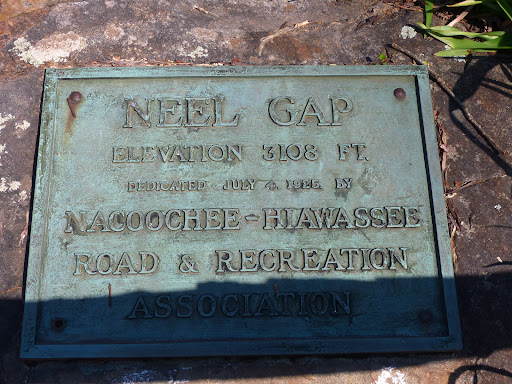 NEEL GAP
ELEVATION 3108 FT.
DEDICATED JULY 4, 1925, BY
NACOOCHEE-HIAWASSEE
ROAD & RECREATION
ASSOCIATION